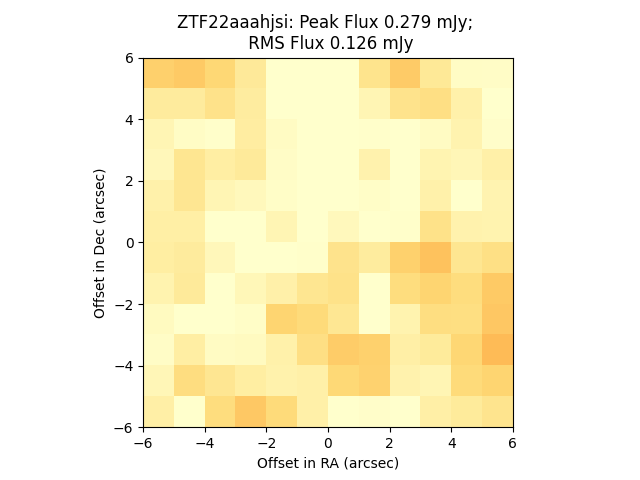 ZTF22aaahjsi: Peak Flux 0.279 mJy;
RMS Flux 0.126 mJy
6
4
2
0
−2
−4
−6
Offset in Dec (arcsec)
−6 −4 −2 0 2 4 6
Offset in RA (arcsec)